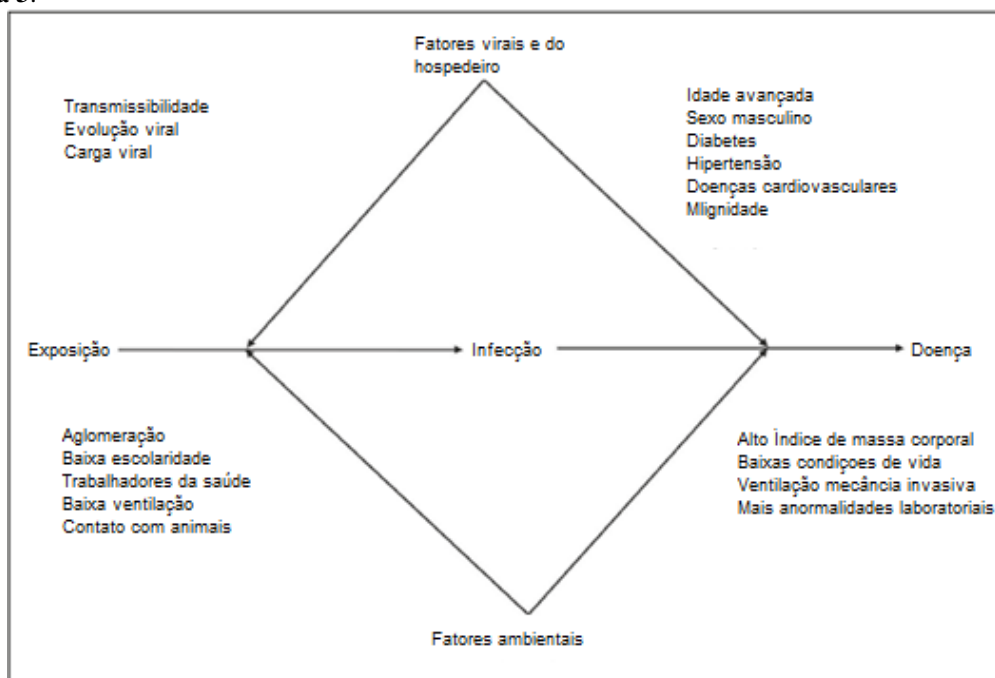 a 3.
Fatores virais e do
hospedeiro
Transmissibilidade
Evolução viral
Carga viral
Idade avançada
Sexo masculino
Diabetes
Hipertensão
Doenças cardiovasculares
Mlignidade
Exposição
Infecção
Doença
Aglomeração
Baixa escolaridade
Trabalhadores da saúde
Baixa ventilação
Contato com animais
Alto Índice de massa corporal
Baixas condiçoes de vida
Ventilação mecância invasiva
Mais anormalidades laboratoriais
Fatores ambientais